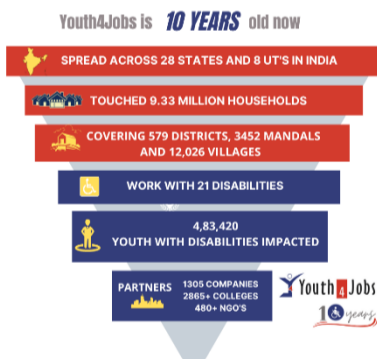 Youth4Jobs is 10 YEARS old now
SPREAD ACROSS 28 STATES AND 8 UT'S IN INDIA
TOUCHED 9.33 MILLION HOUSEHOLDS
COVERING 579 DISTRICTS, 3452 MANDALS
AND 12,026 VILLAGES
WORK WITH 21 DISABILITIES
4,83,420
YOUTH WITH DISABILITIES IMPACTED
PARTNERS
1305 COMPANIES
2865+ COLLEGES
480+ NGO'S
Youth4Jobs
10 years